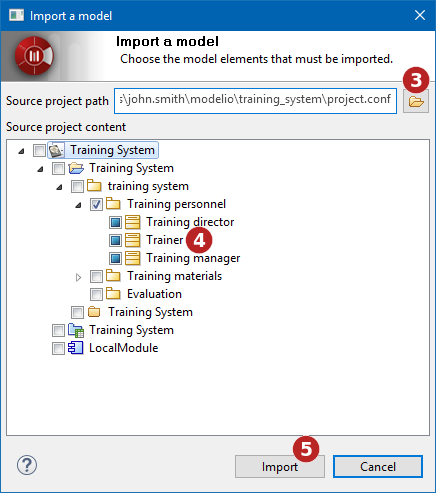 Import a model
Import a model
Choose the model elements that must be imported.
3
Source project path
s\john.smith\modelio\training_system\project.conf
Source project content
Training System
Training System
training system
Training personnel
Training director
Trainer
4
Training manager
Training materials
Evaluation
Training System
Training System
LocalModule
5
?
Import
Cancel